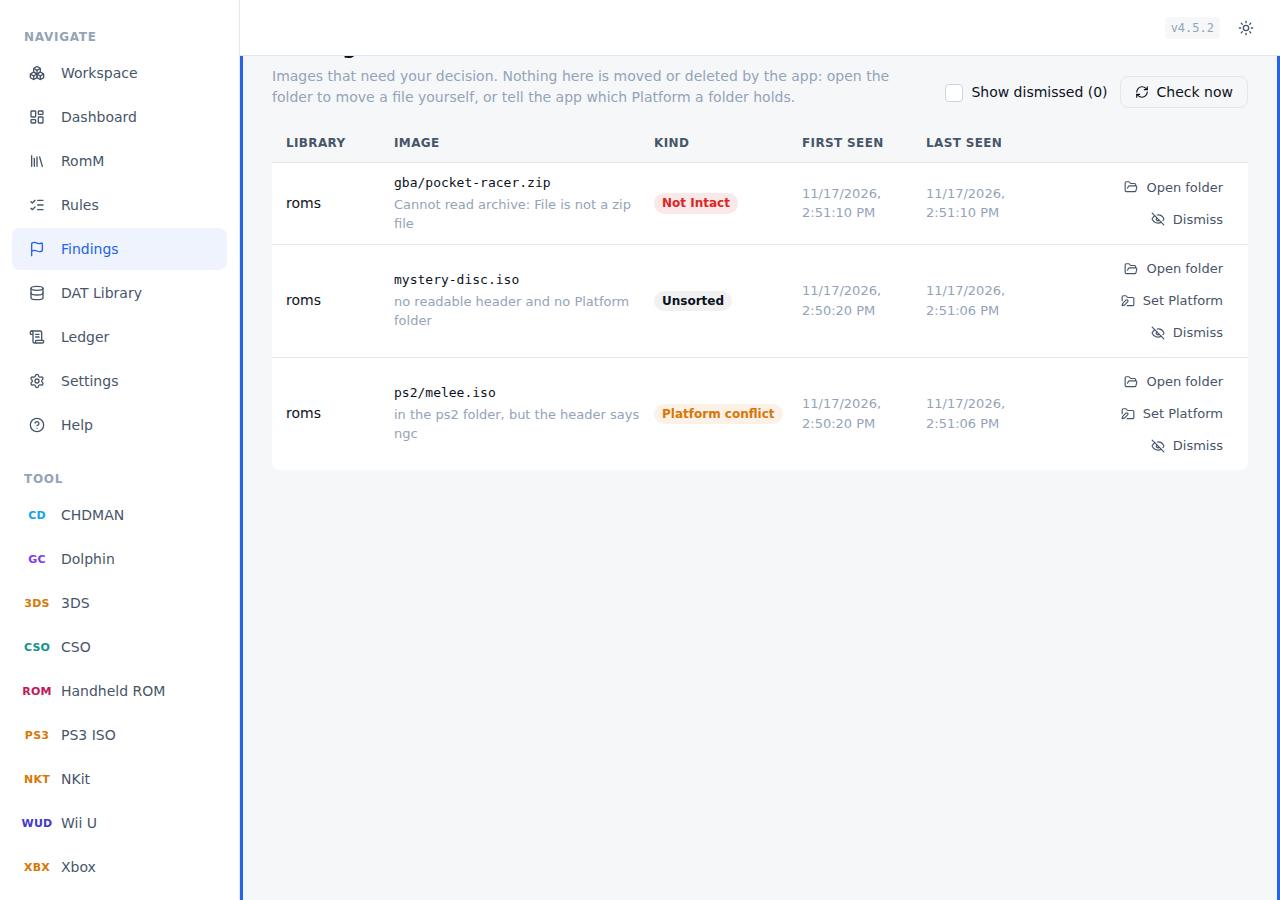 NAVIGATE
Workspace
Dashboard
RomM
Rules
Findings
DAT Library
Ledger
Settings
Help
TOOL
CD CHDMAN
GC Dolphin
3DS 3DS
CSO CSO
ROM Handheld ROM
PS3 PS3 ISO
NKT NKit
WUD Wii U
XBX Xbox
v4.5.2
Images that need your decision. Nothing here is moved or deleted by the app: open the
folder to move a file yourself, or tell the app which Platform a folder holds.
Show dismissed (0)
Check now
LIBRARY IMAGE KIND FIRST SEEN LAST SEEN
roms
gba/pocket-racer.zip
Cannot read archive: File is not a zip
file
Not Intact
11/17/2026,
2:51:10 PM
11/17/2026,
2:51:10 PM
Open folder
Dismiss
roms
mystery-disc.iso
no readable header and no Platform
folder
Unsorted
11/17/2026,
2:50:20 PM
11/17/2026,
2:51:06 PM
Open folder
Set Platform
Dismiss
roms
ps2/melee.iso
in the ps2 folder, but the header says
ngc
Platform conflict
11/17/2026,
2:50:20 PM
11/17/2026,
2:51:06 PM
Open folder
Set Platform
Dismiss